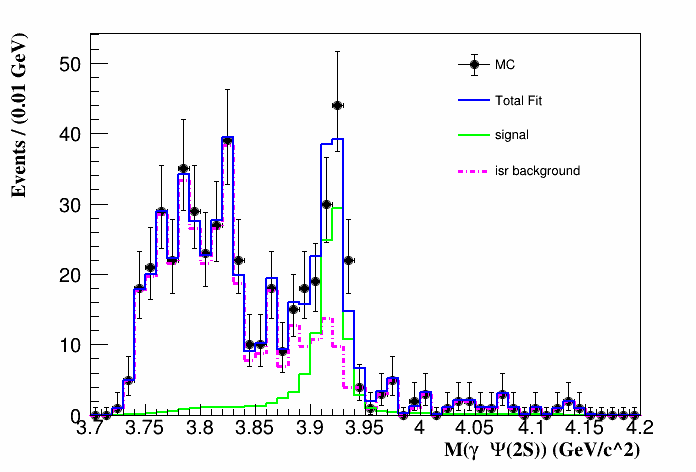 Events / (0.01 GeV)
50
40
30
20
10
0
MC
Total Fit
signal
isr background
3.7 3.75 3.8 3.85 3.9 3.95 4 4.05 4.1 4.15 4.2
M(γ Ψ(2S)) (GeV/c^2)